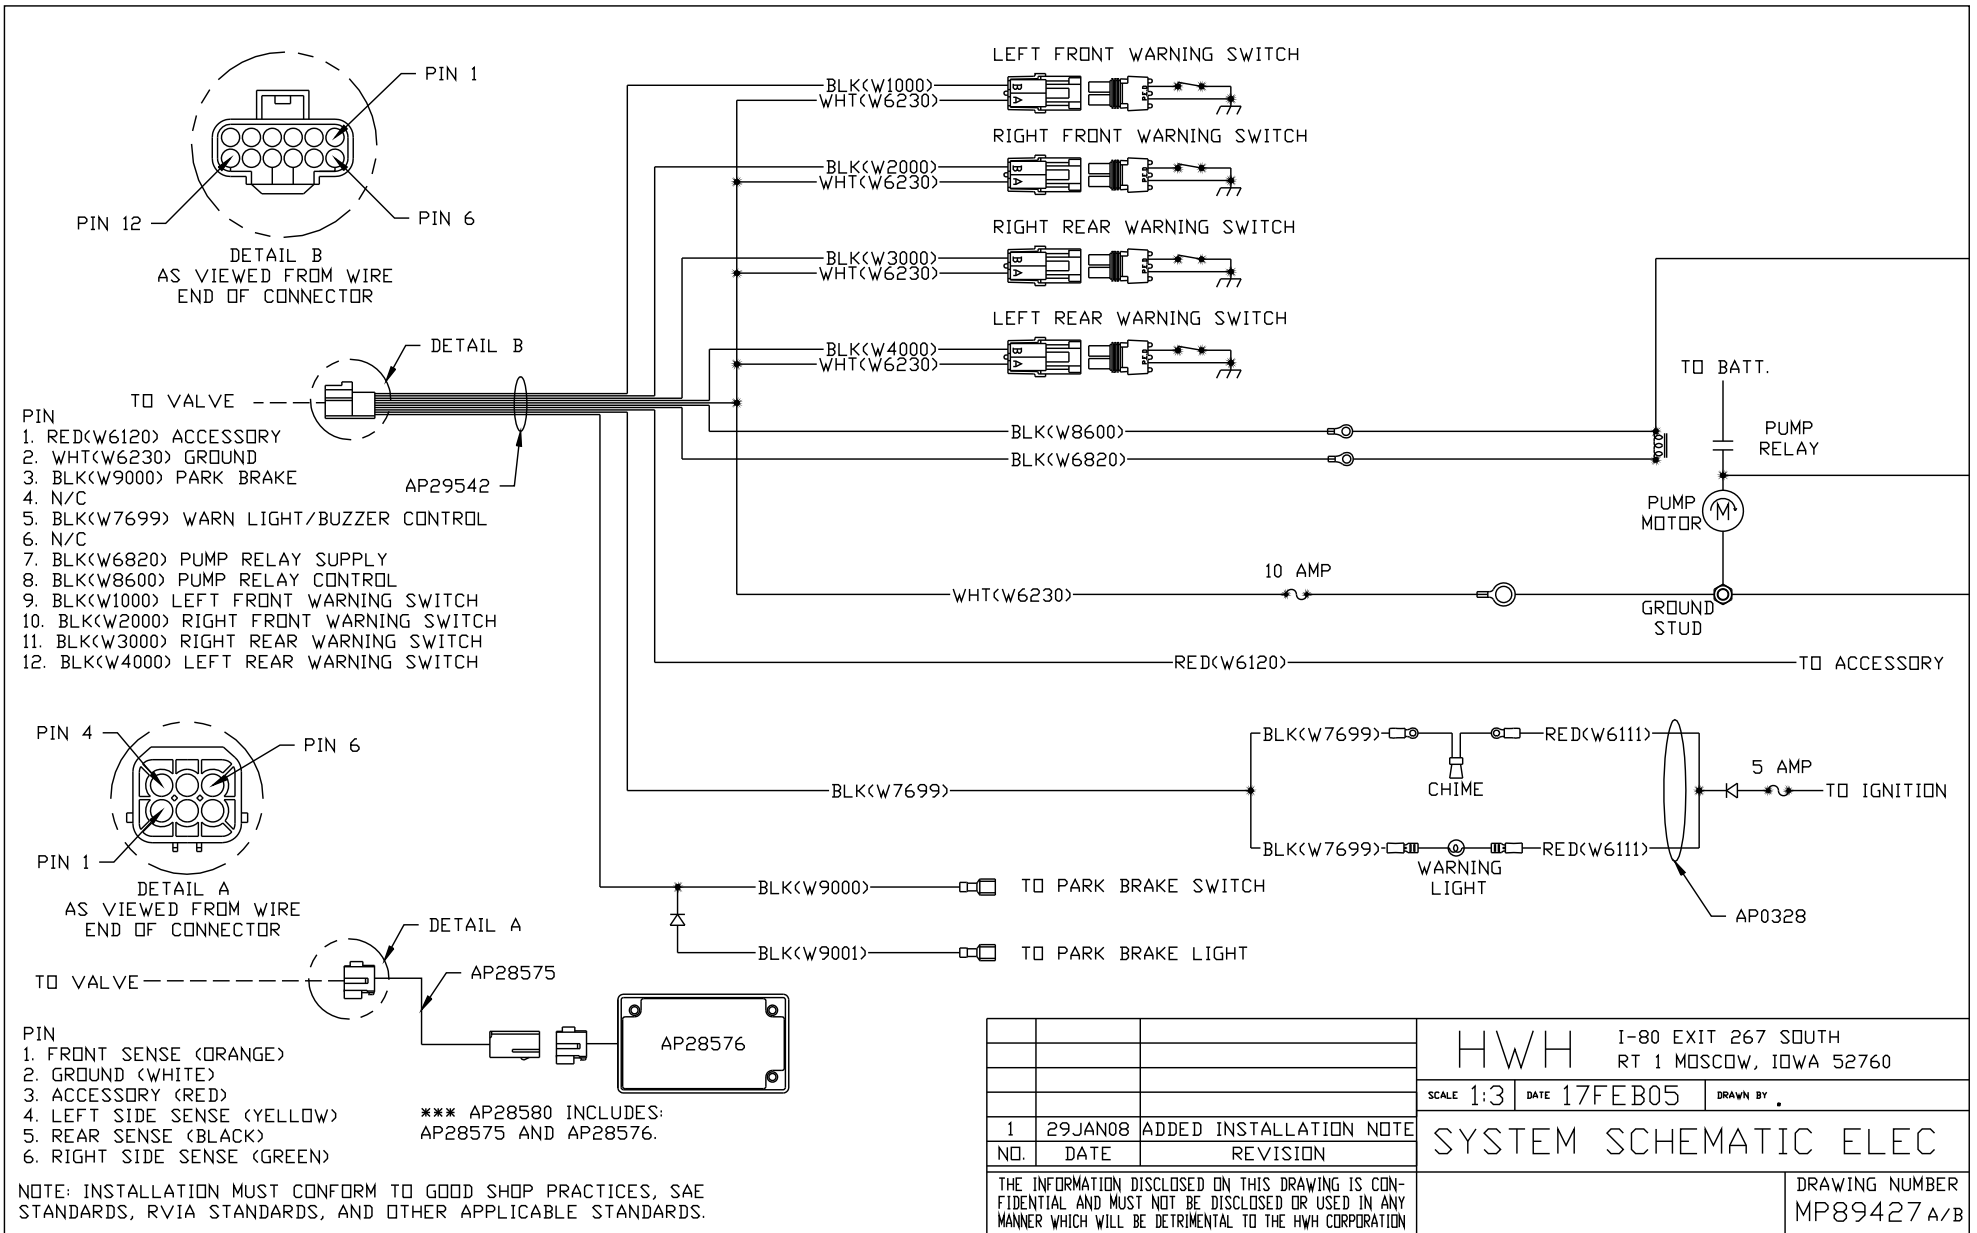 PIN 1
PIN 12
PIN 6
DETAIL B
AS VIEWED FROM WIRE
END OF CONNECTOR
DETAIL B
TO VALVE
AP29542
PIN
1. RED(W6120) ACCESSORY
2. WHT(W6230) GROUND
3. BLK(W9000) PARK BRAKE
4. N/C
5. BLK(W7699) WARN LIGHT/BUZZER CONTROL
6. N/C
7. BLK(W6820) PUMP RELAY SUPPLY
8. BLK(W8600) PUMP RELAY CONTROL
9. BLK(W1000) LEFT FRONT WARNING SWITCH
10. BLK(W2000) RIGHT FRONT WARNING SWITCH
11. BLK(W3000) RIGHT REAR WARNING SWITCH
12. BLK(W4000) LEFT REAR WARNING SWITCH
LEFT FRONT WARNING SWITCH
BLK(W1000)
WHT(W6230)
B
A
RIGHT FRONT WARNING SWITCH
BLK(W2000)
WHT(W6230)
B
A
RIGHT REAR WARNING SWITCH
BLK(W3000)
WHT(W6230)
B
A
LEFT REAR WARNING SWITCH
BLK(W4000)
WHT(W6230)
B
A
TO BATT.
BLK(W8600)
BLK(W6820)
PUMP
RELAY
PUMP
MOTOR
M
10 AMP
WHT(W6230)
GROUND
STUD
RED(W6120)
TO ACCESSORY
BLK(W7699)
BLK(W7699)
CHIME
RED(W6111)
5 AMP
TO IGNITION
BLK(W7699)
WARNING
LIGHT
RED(W6111)
AP0328
BLK(W9000)
TO PARK BRAKE SWITCH
BLK(W9001)
TO PARK BRAKE LIGHT
PIN 4
PIN 6
PIN 1
DETAIL A
AS VIEWED FROM WIRE
END OF CONNECTOR
DETAIL A
TO VALVE
AP28575
AP28576
PIN
1. FRONT SENSE (ORANGE)
2. GROUND (WHITE)
3. ACCESSORY (RED)
4. LEFT SIDE SENSE (YELLOW)
5. REAR SENSE (BLACK)
6. RIGHT SIDE SENSE (GREEN)
*** AP28580 INCLUDES:
AP28575 AND AP28576.
NOTE: INSTALLATION MUST CONFORM TO GOOD SHOP PRACTICES, SAE
STANDARDS, RVIA STANDARDS, AND OTHER APPLICABLE STANDARDS.
1 29JAN08 ADDED INSTALLATION NOTE
NO. DATE REVISION
THE INFORMATION DISCLOSED ON THIS DRAWING IS CON-
FIDENTIAL AND MUST NOT BE DISCLOSED OR USED IN ANY
MANNER WHICH WILL BE DETRIMENTAL TO THE HWH CORPORATION
HWH
I-80 EXIT 267 SOUTH
RT 1 MOSCOW, IOWA 52760
SCALE 1:3 DATE 17FEB05 DRAWN BY .
SYSTEM SCHEMATIC ELEC
DRAWING NUMBER
MP89427 A/B